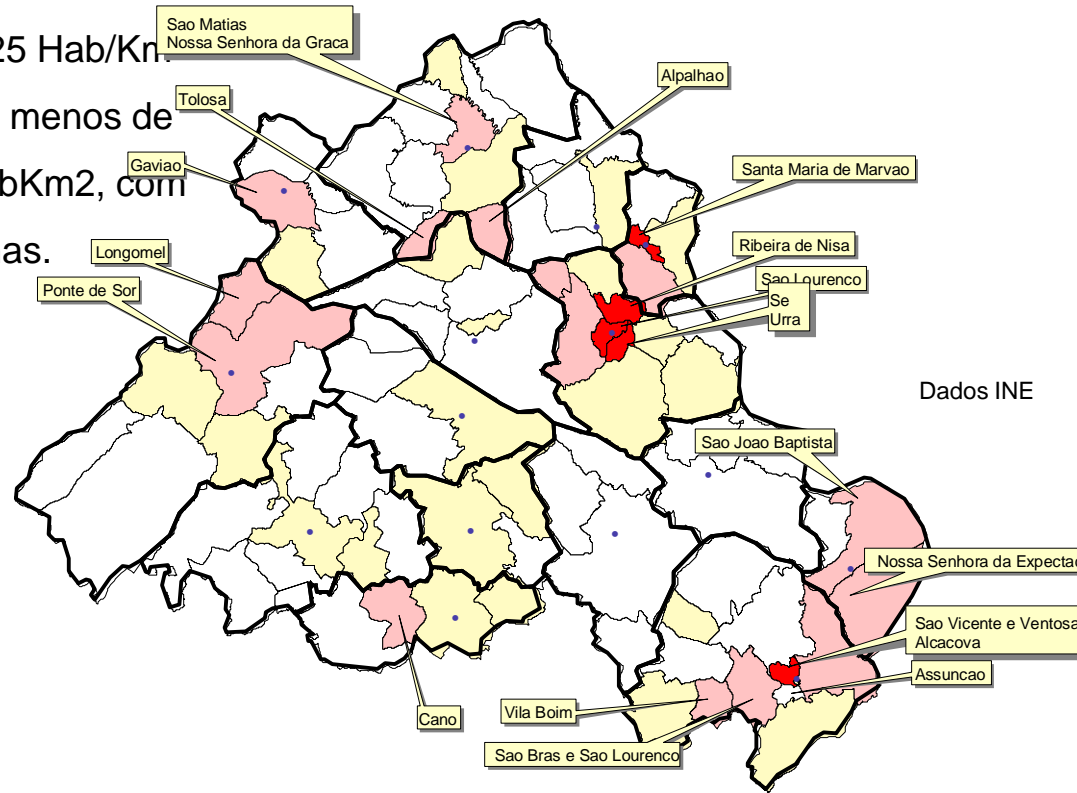 25 Hab/Km
menos de
bKm2, com
as.
Sao Matias
Nossa Senhora da Graca
Tolosa
Alpalhao
Gaviao
Santa Maria de Marvao
Longomel
Ribeira de Nisa
Sao Lourenco
Ponte de Sor
Se
Urra
Dados INE
Sao Joao Baptista
Nossa Senhora da Expectac
Sao Vicente e Ventosa
Alcacova
Assuncao
Cano
Vila Boim
Sao Bras e Sao Lourenco